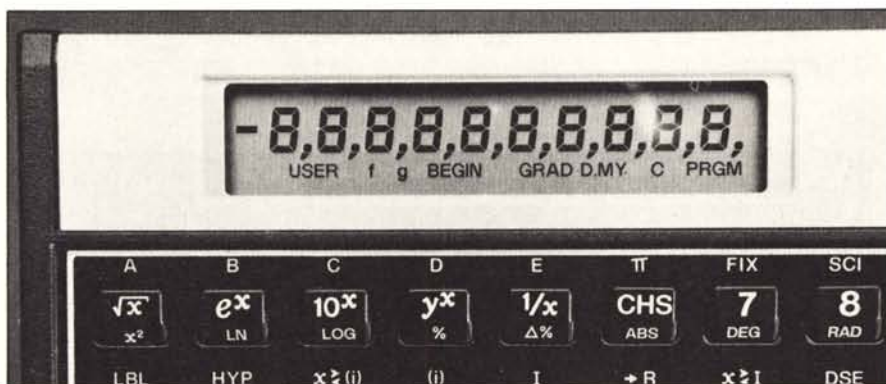 -8,8,8,8,8,8,8,8,8,8,
USER f g BEGIN GRAD D.MY C PRGM
A B C D E π FIX SCI
√x e^x 10^x y^x 1/x CHS 7 8
x² LN LOG % Δ% ABS DEG RAD
LBL HYP x≷(i) (i) I →R x≷I DSE